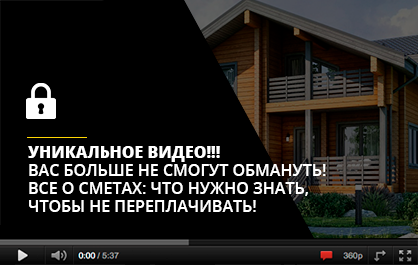 УНИКАЛЬНОЕ ВИДЕО!!!
ВАС БОЛЬШЕ НЕ СМОГУТ ОБМАНУТЬ!
ВСЕ О СМЕТАХ: ЧТО НУЖНО ЗНАТЬ,
ЧТОБЫ НЕ ПЕРЕПЛАЧИВАТЬ!
0:00 / 5:37 360p